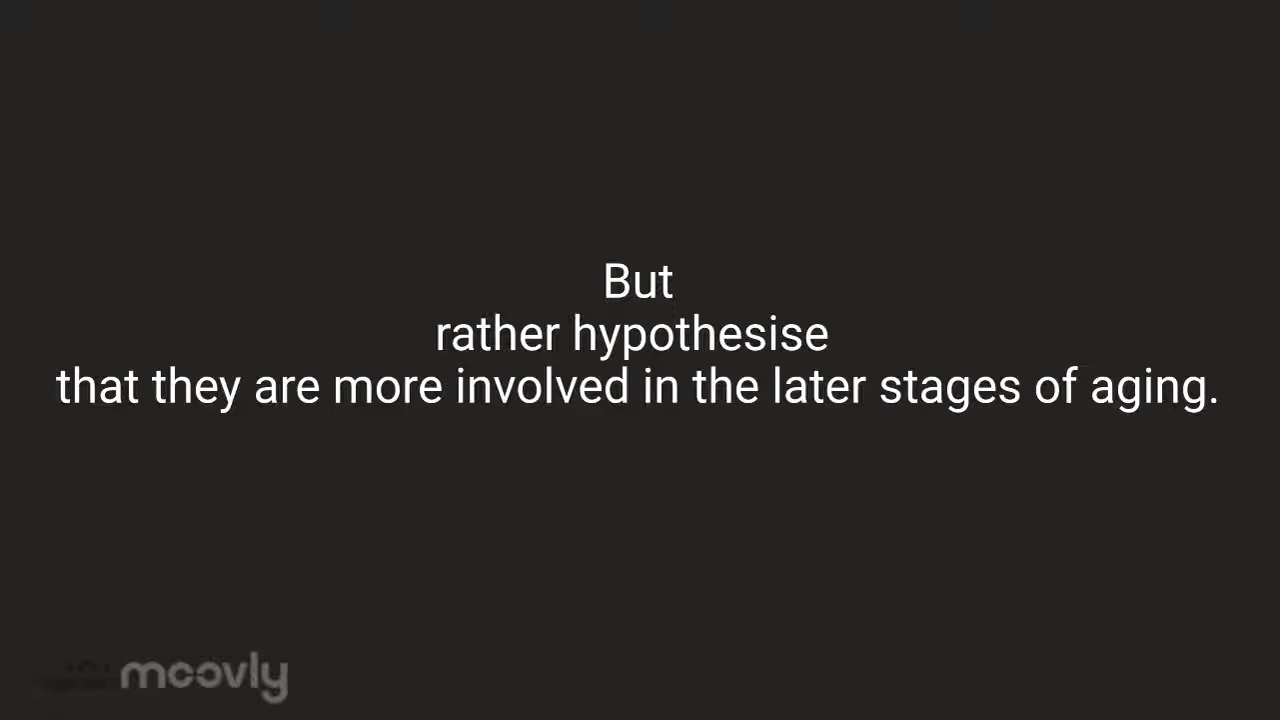 But
rather hypothesise
that they are more involved in the later stages of aging.
moovly